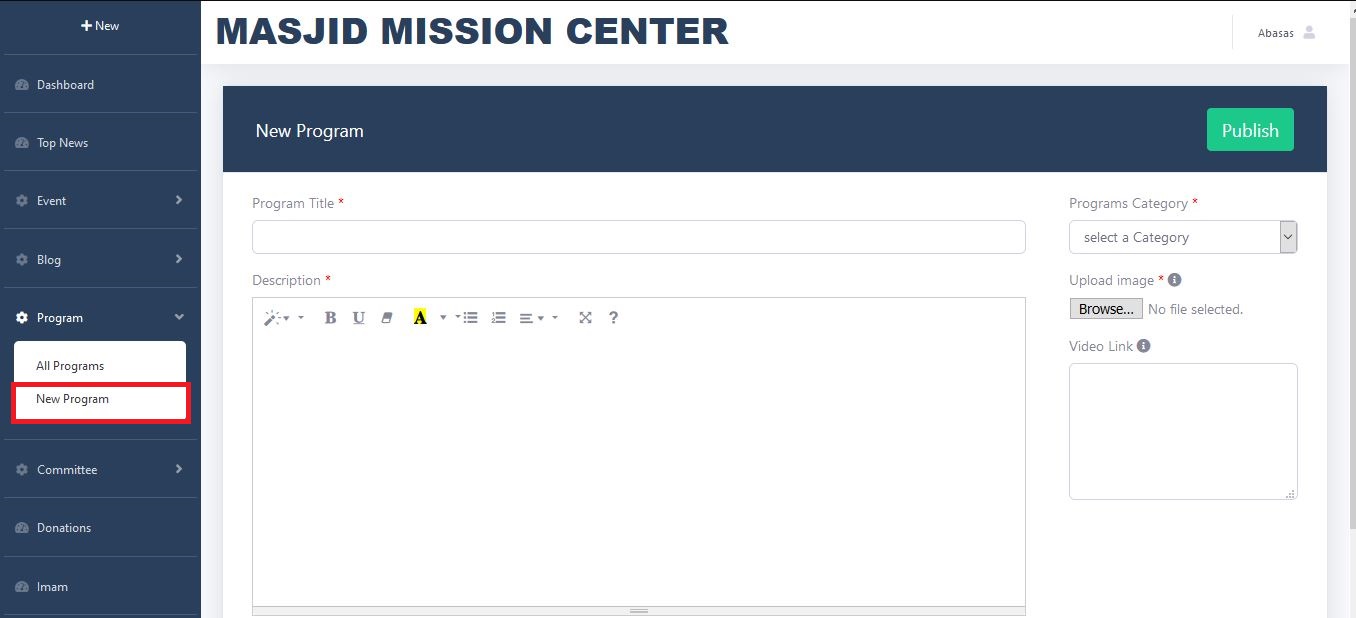 New
MASJID MISSION CENTER
Abasas
Dashboard
Top News
Event
Blog
Program
All Programs
New Program
Committee
Donations
Imam
New Program
Publish
Program Title *
Description *
B U A ?
Programs Category *
select a Category
Upload image *
Browse... No file selected.
Video Link